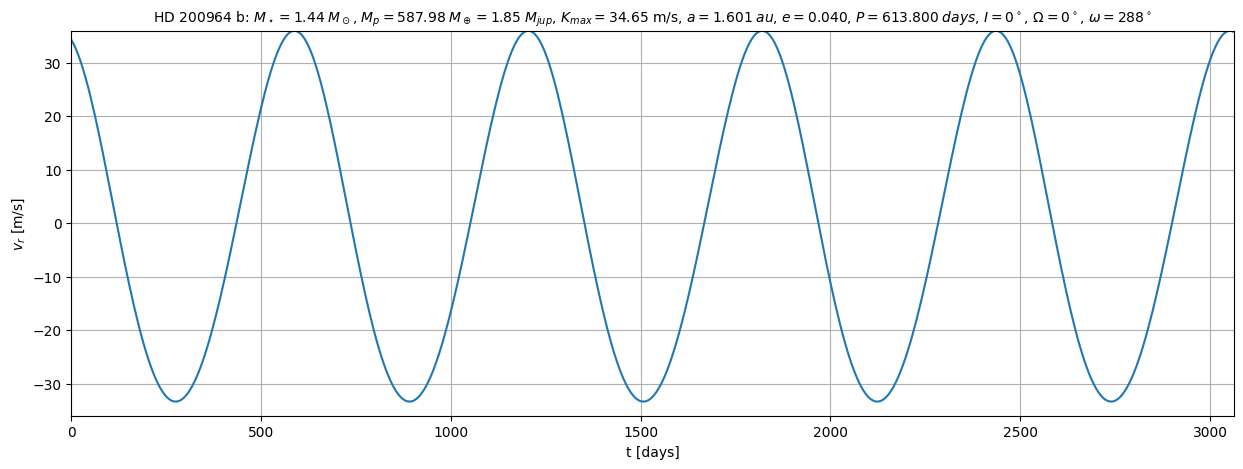 HD 200964 b: M⋆ = 1.44 M⊙, Mp = 587.98 M⊕ = 1.85 Mjup, Kmax = 34.65 m/s, a = 1.601 au, e = 0.040, P = 613.800 days, I = 0°, Ω = 0°, ω = 288°
30
20
10
0
−10
−20
−30
vr [m/s]
0 500 1000 1500 2000 2500 3000
t [days]